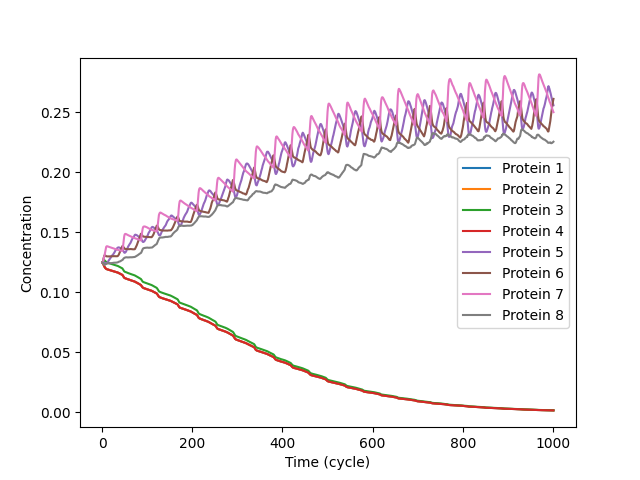 Concentration
0.25
0.20
0.15
0.10
0.05
0.00
0
200
400
600
800
1000
Time (cycle)
Protein 1
Protein 2
Protein 3
Protein 4
Protein 5
Protein 6
Protein 7
Protein 8